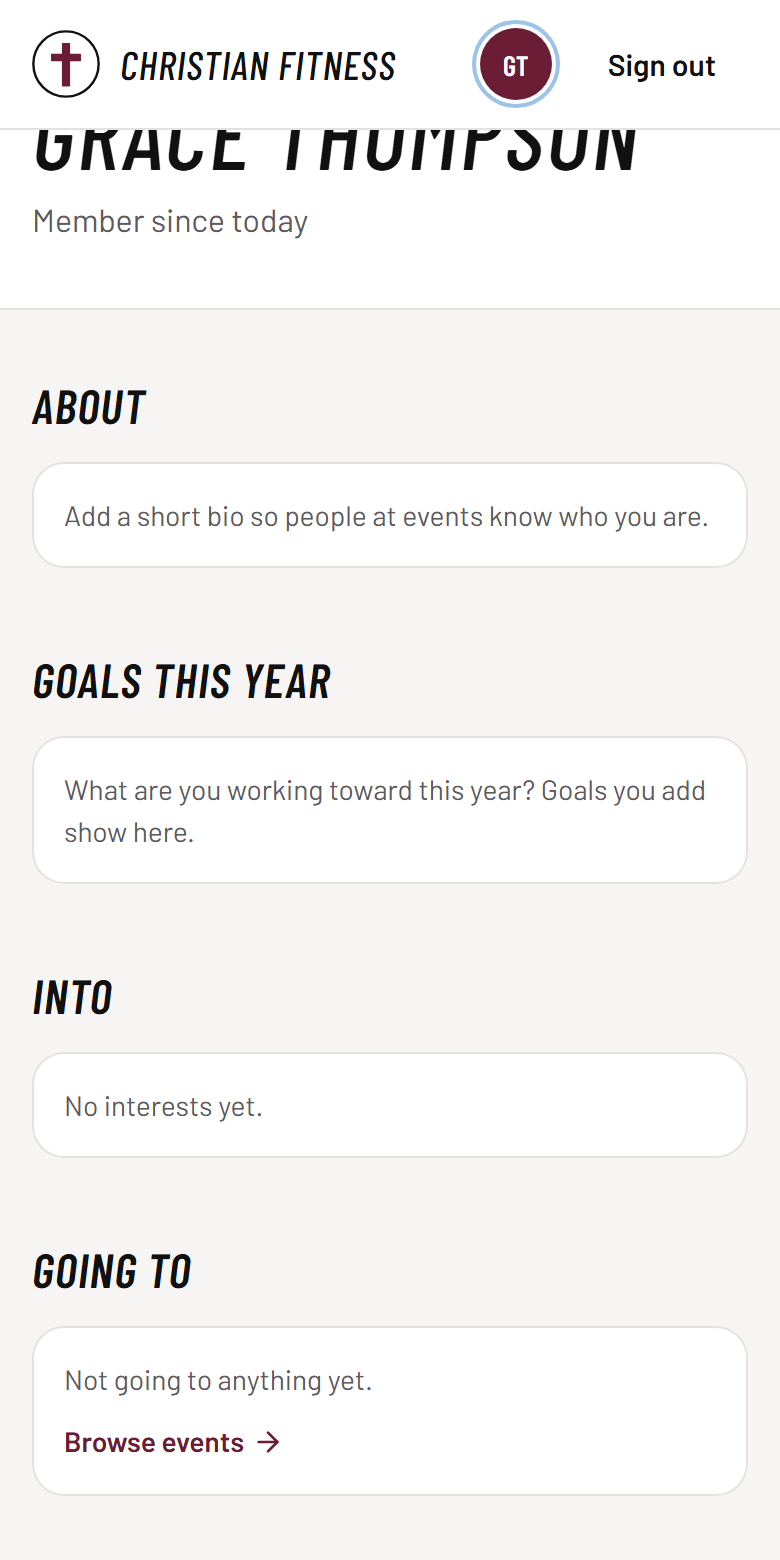 CHRISTIAN FITNESS
GT
Sign out
GRACE THOMPSON
Member since today
ABOUT
Add a short bio so people at events know who you are.
GOALS THIS YEAR
What are you working toward this year? Goals you add
show here.
INTO
No interests yet.
GOING TO
Not going to anything yet.
Browse events →